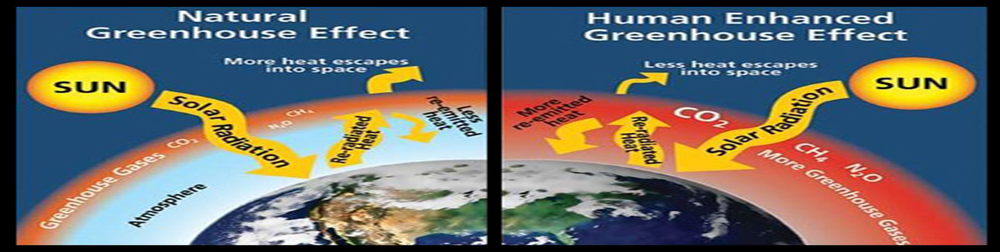 Natural
Greenhouse Effect
More heat escapes
into space
SUN
Solar Radiation
Re-radiated
Heat
Less
re-emitted
heat
CH₄
N₂O
CO₂
Greenhouse Gases
Atmosphere
Human Enhanced
Greenhouse Effect
Less heat escapes
into space
SUN
Solar Radiation
More
re-emitted
heat
Re-radiated
Heat
CO₂
CH₄
N₂O
More Greenhouse Gases